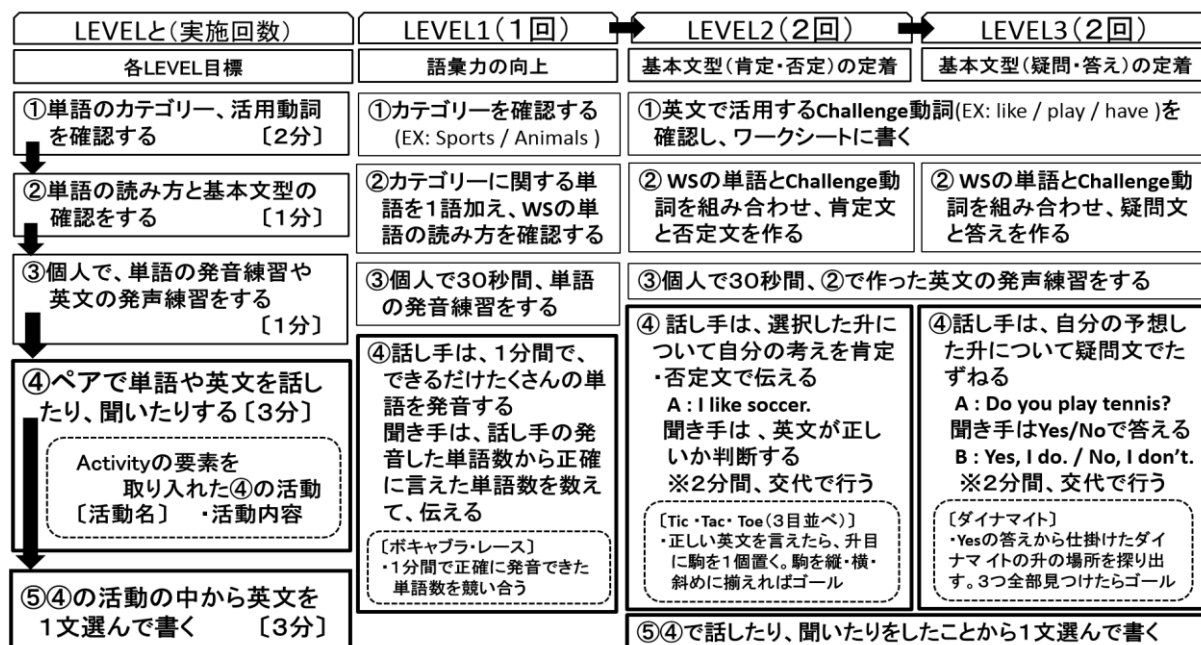 LEVELと(実施回数)
各LEVEL目標
①単語のカテゴリー、活用動詞
を確認する 〔2分〕
②単語の読み方と基本文型の
確認をする 〔1分〕
③個人で、単語の発音練習や
英文の発声練習をする
〔1分〕
④ペアで単語や英文を話し
たり、聞いたりする〔3分〕
Activityの要素を
取り入れた④の活動
〔活動名〕 ・活動内容
⑤④の活動の中から英文を
1文選んで書く 〔3分〕
LEVEL1(1回)
語彙力の向上
①カテゴリーを確認する
(EX: Sports / Animals )
②カテゴリーに関する単
語を1語加え、WSの単
語の読み方を確認する
③個人で30秒間、単語
の発音練習をする
④話し手は、1分間で、
できるだけたくさんの単
語を発音する
聞き手は、話し手の発
音した単語数から正確
に言えた単語数を数え
て、伝える
〔ボキャブラ・レース〕
・1分間で正確に発音できた
単語数を競い合う
LEVEL2(2回)
基本文型(肯定・否定)の定着
LEVEL3(2回)
基本文型(疑問・答え)の定着
①英文で活用するChallenge動詞(EX: like / play / have )を
確認し、ワークシートに書く
② WSの単語とChallenge動
詞を組み合わせ、肯定文
と否定文を作る
② WSの単語とChallenge動
詞を組み合わせ、疑問文
と答えを作る
③個人で30秒間、②で作った英文の発声練習をする
④ 話し手は、選択した升に
ついて自分の考えを肯定
・否定文で伝える
A : I like soccer.
聞き手は 、英文が正し
いか判断する
※2分間、交代で行う
〔Tic ・Tac・ Toe(3目並べ)〕
・正しい英文を言えたら、升目
に駒を1個置く。駒を縦・横・
斜めに揃えればゴール
④話し手は、自分の予想し
た升について疑問文でた
ずねる
A : Do you play tennis?
聞き手はYes/Noで答える
B : Yes, I do. / No, I don't.
※2分間、交代で行う
〔ダイナマイト〕
・Yesの答えから仕掛けたダイ
ナマイトの升の場所を探り出
す。3つ全部見つけたらゴール
⑤④で話したり、聞いたりをしたことから1文選んで書く